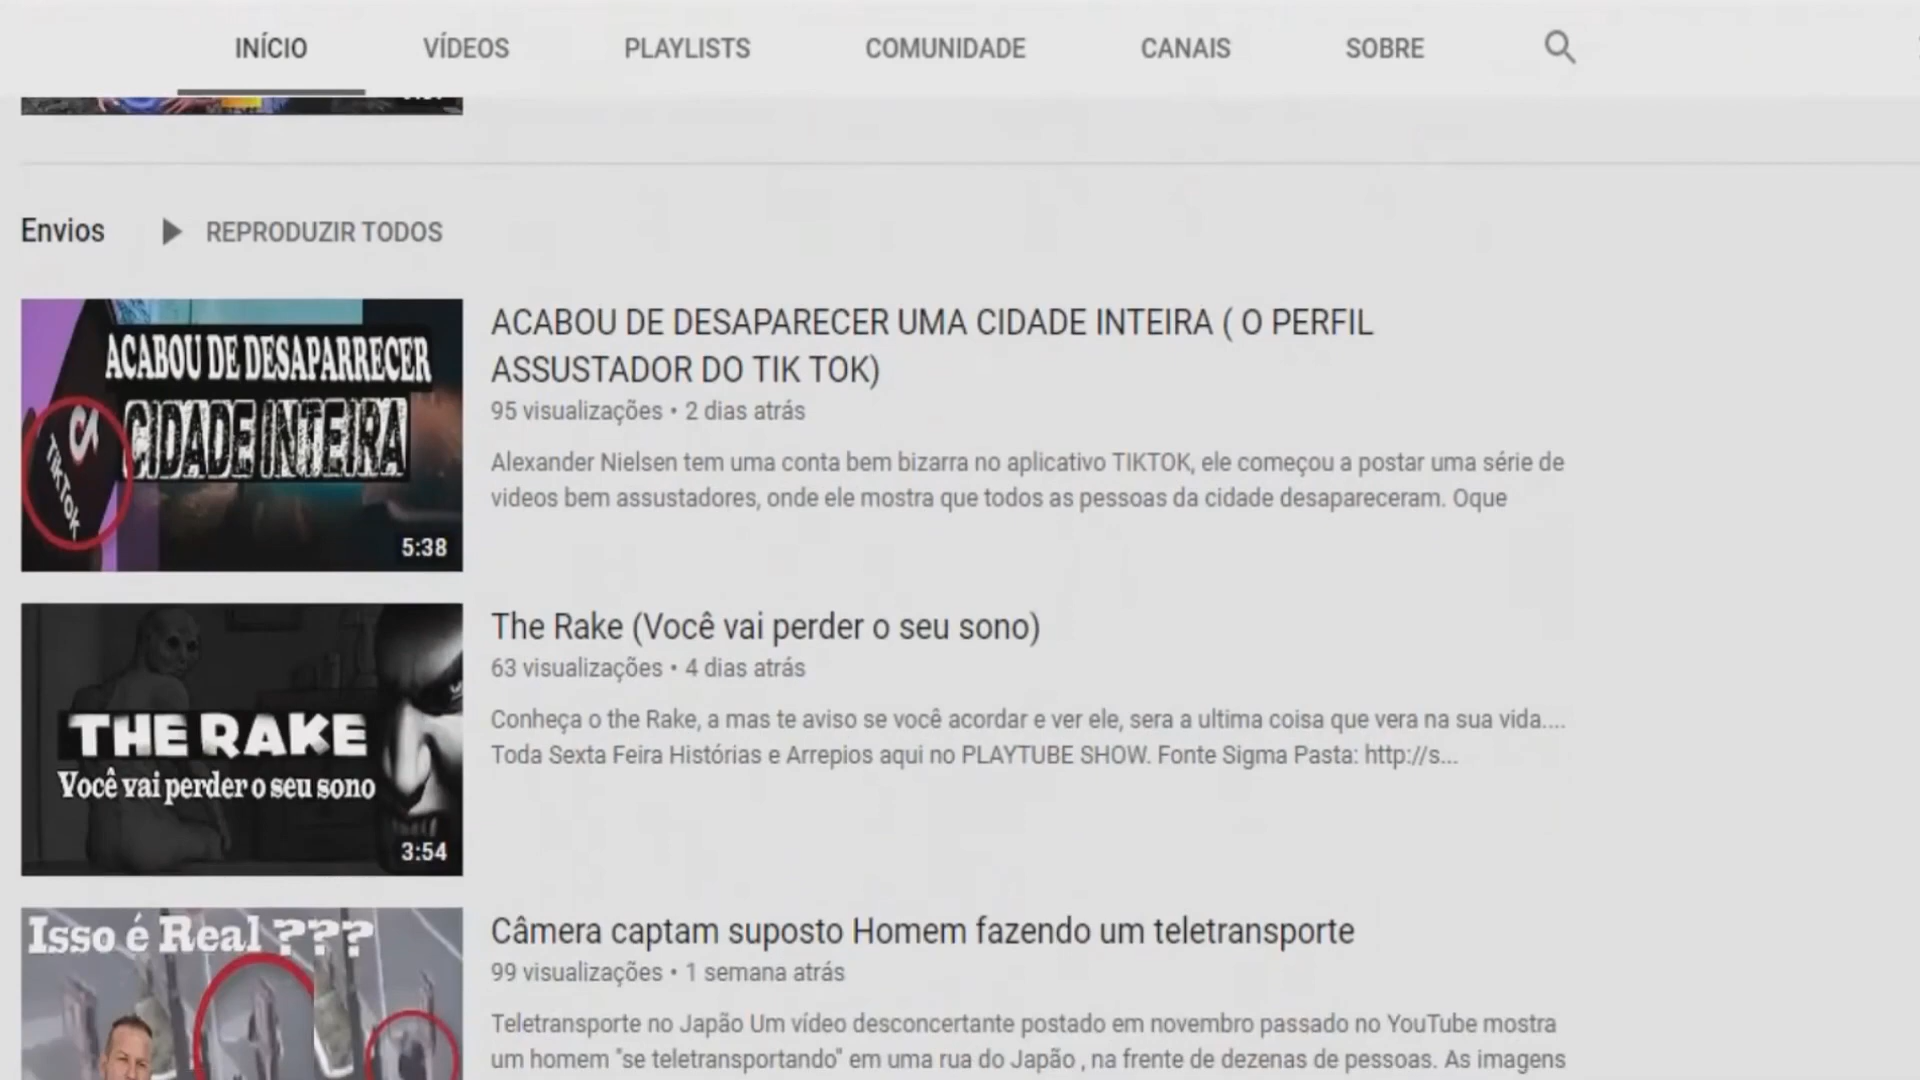 INÍCIO VÍDEOS PLAYLISTS COMUNIDADE CANAIS SOBRE
Envios REPRODUZIR TODOS
ACABOU DE DESAPARRECER
CIDADE INTEIRA
TIKTOK
5:38
ACABOU DE DESAPARECER UMA CIDADE INTEIRA ( O PERFIL
ASSUSTADOR DO TIK TOK)
95 visualizações • 2 dias atrás
Alexander Nielsen tem uma conta bem bizarra no aplicativo TIKTOK, ele começou a postar uma série de
videos bem assustadores, onde ele mostra que todos as pessoas da cidade desapareceram. Oque
THE RAKE
Você vai perder o seu sono
3:54
The Rake (Você vai perder o seu sono)
63 visualizações • 4 dias atrás
Conheça o the Rake, a mas te aviso se você acordar e ver ele, sera a ultima coisa que vera na sua vida....
Toda Sexta Feira Histórias e Arrepios aqui no PLAYTUBE SHOW. Fonte Sigma Pasta: http://s...
Isso é Real ???
Câmera captam suposto Homem fazendo um teletransporte
99 visualizações • 1 semana atrás
Teletransporte no Japão Um vídeo desconcertante postado em novembro passado no YouTube mostra
um homem "se teletransportando" em uma rua do Japão , na frente de dezenas de pessoas. As imagens